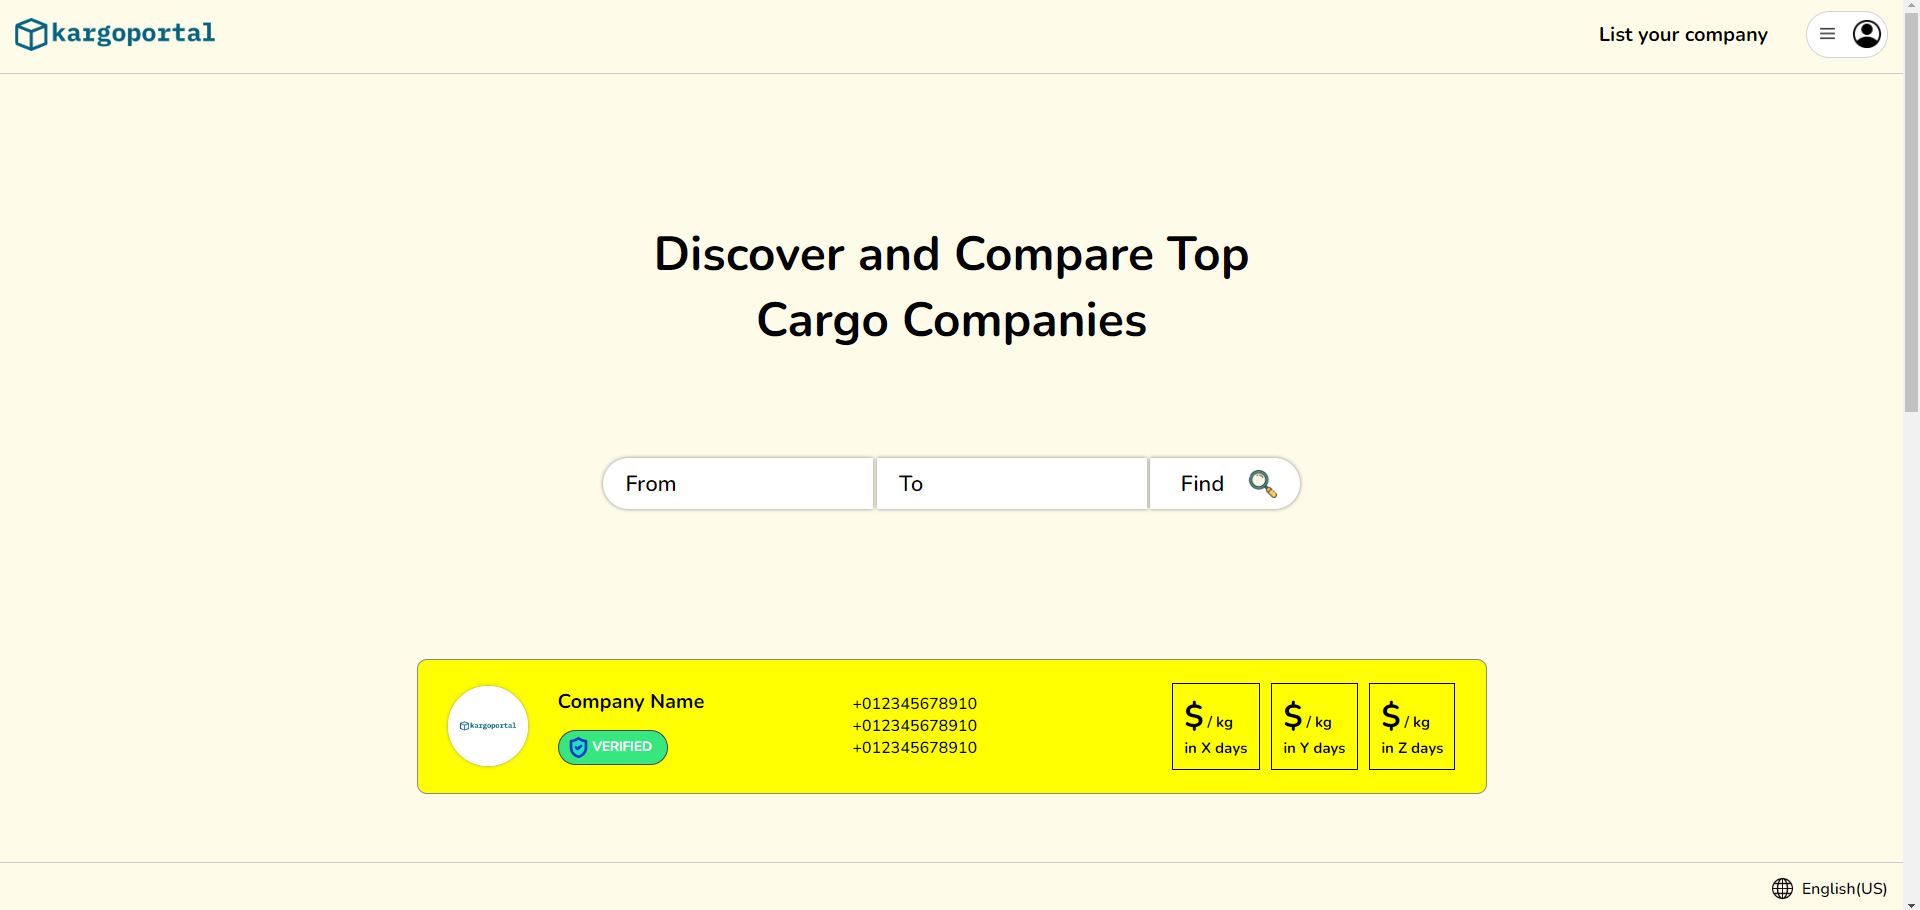 kargoportal
List your company
Discover and Compare Top
Cargo Companies
From
To
Find
kargoportal
Company Name
VERIFIED
+012345678910
+012345678910
+012345678910
$ / kg
in X days
$ / kg
in Y days
$ / kg
in Z days
English(US)